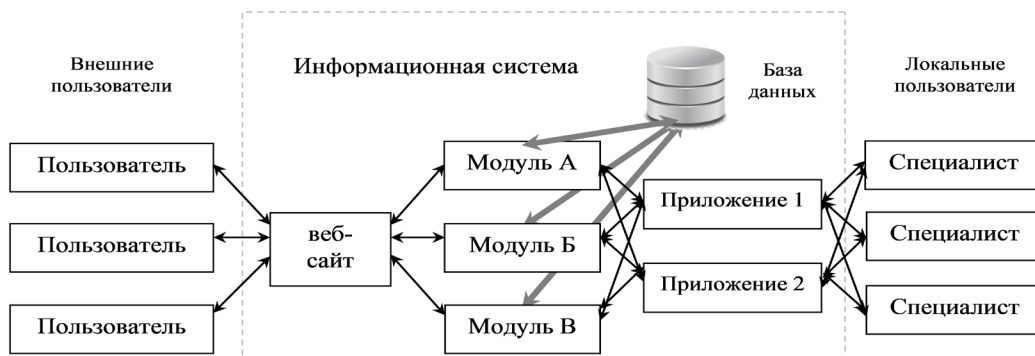 Внешние
пользователи
Информационная система
База
данных
Локальные
пользователи
Пользователь
Пользователь
Пользователь
веб-
сайт
Модуль А
Модуль Б
Модуль В
Приложение 1
Приложение 2
Специалист
Специалист
Специалист